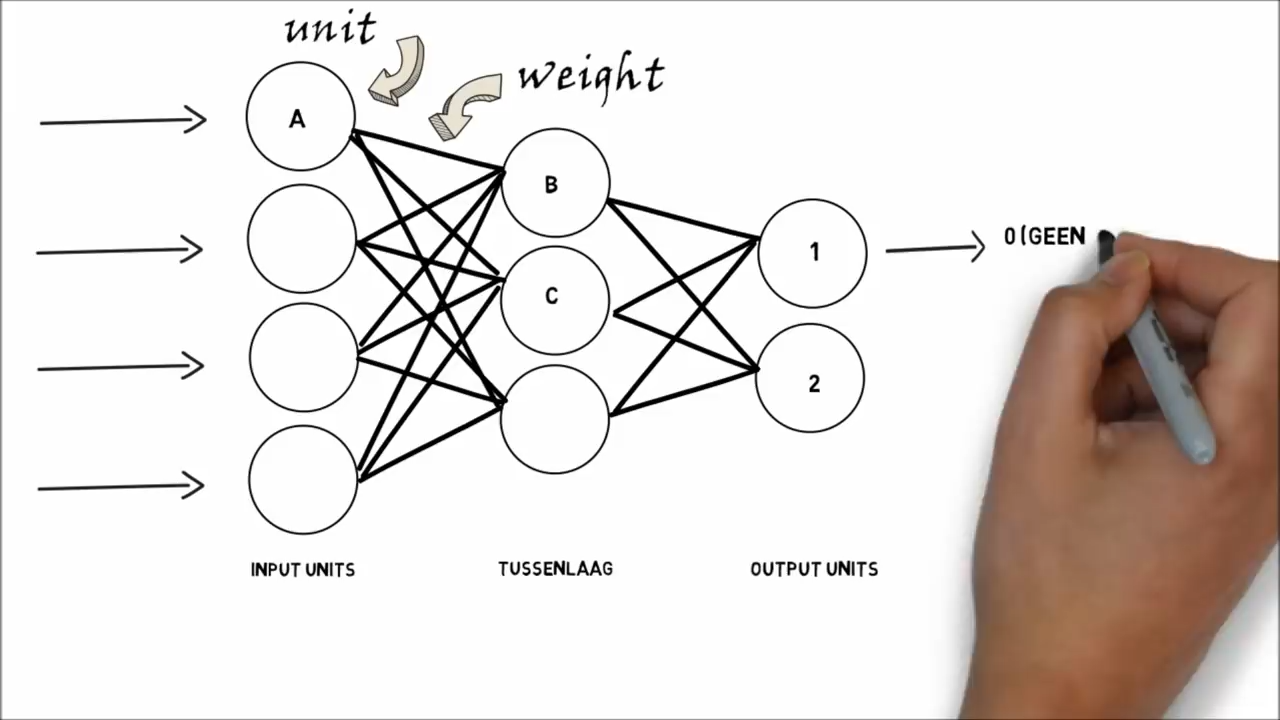 unit
weight
A
B
C
1
2
0 (GEEN
INPUT UNITS
TUSSENLAAG
OUTPUT UNITS